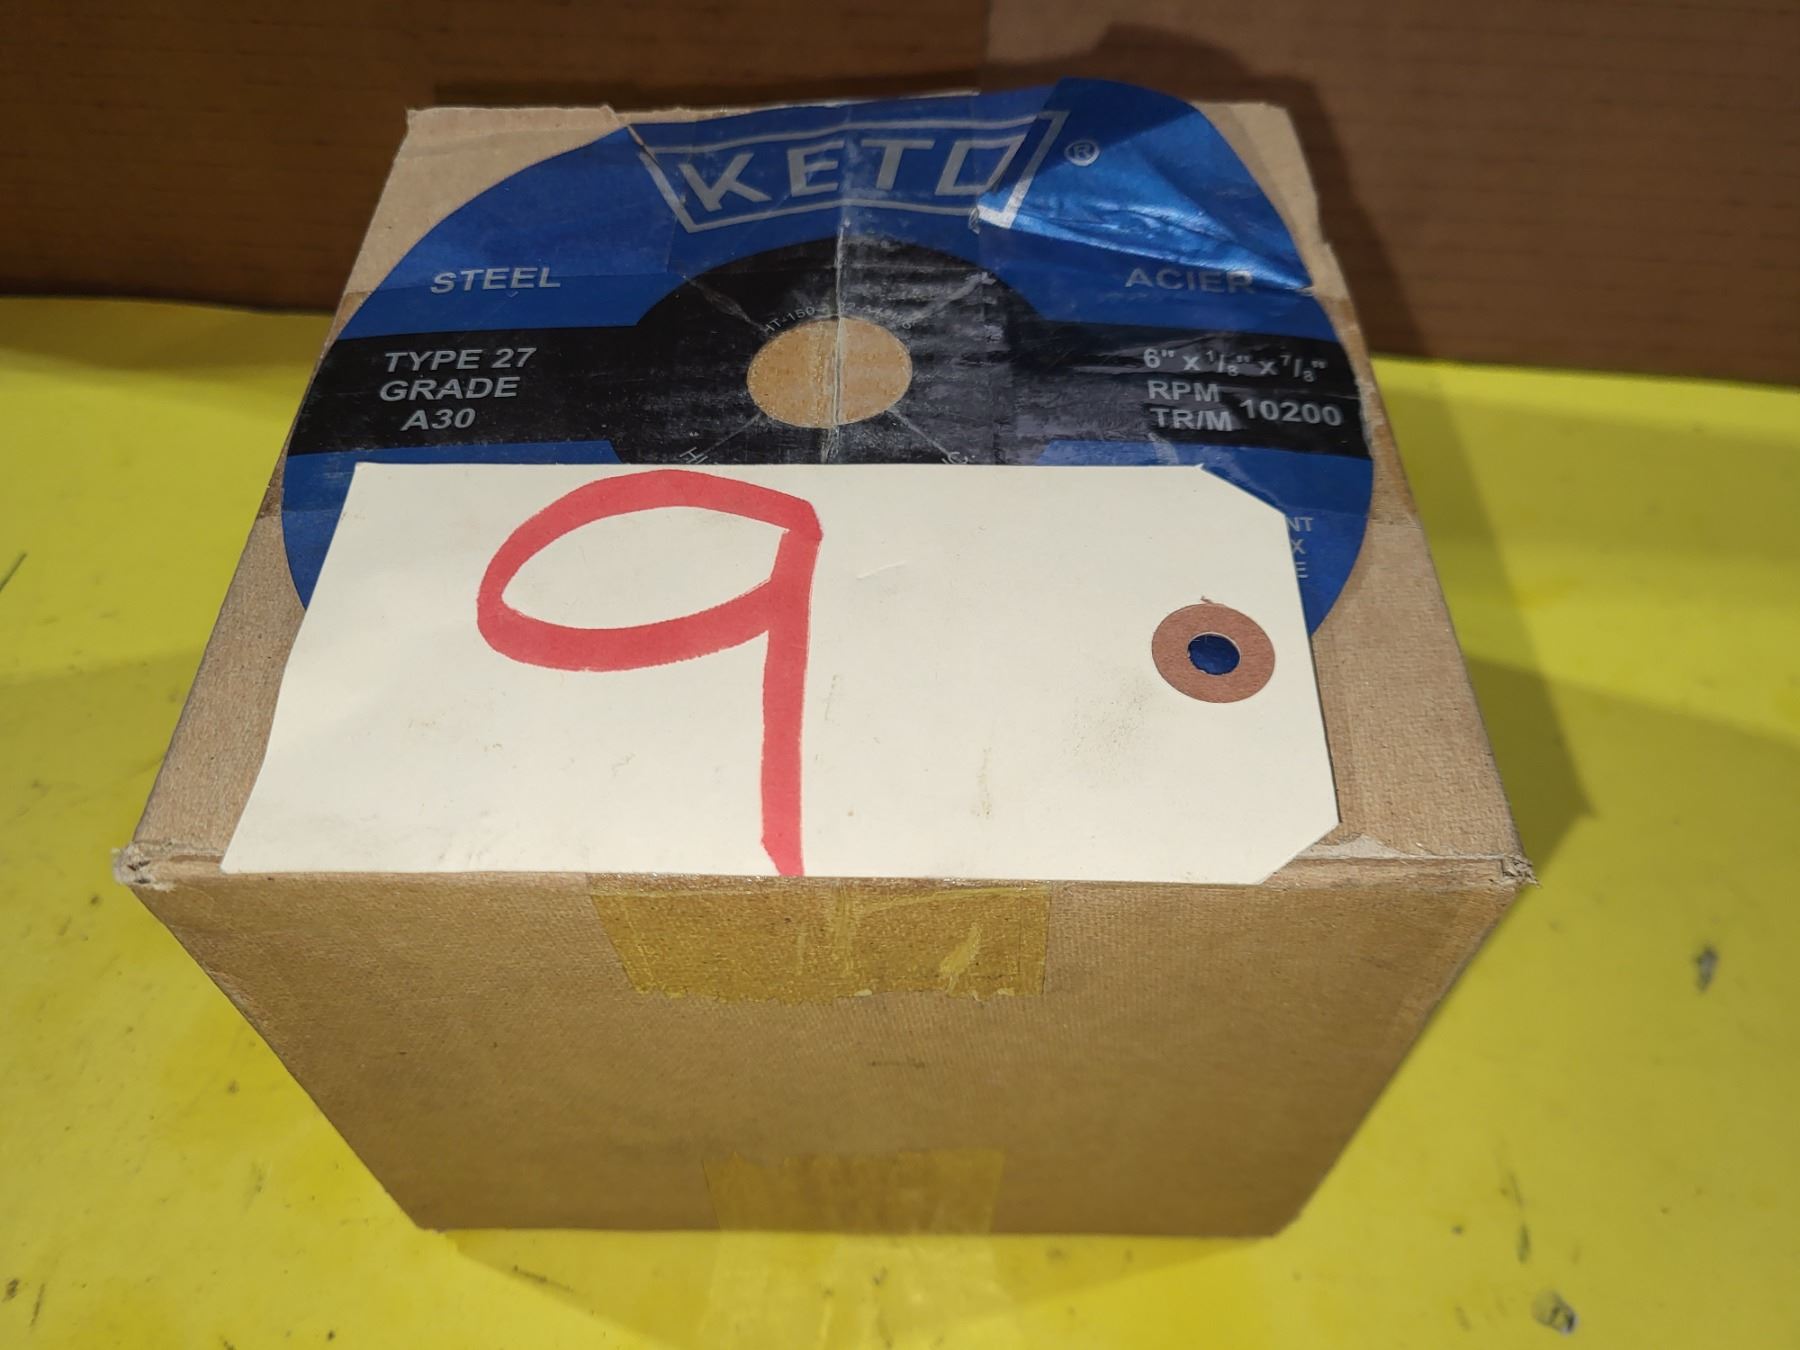 KETO®
STEEL
ACIER
TYPE 27
GRADE
A30
6" x 1/8" x 7/8"
RPM
TR/M 10200
9